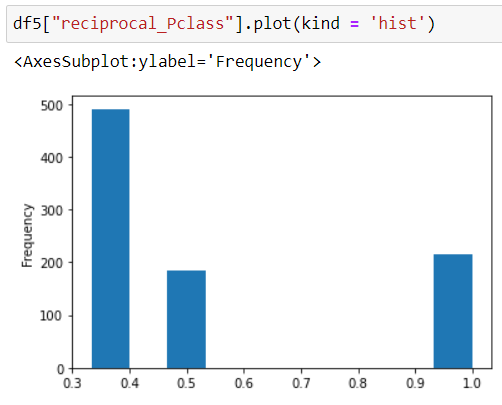 df5["reciprocal_Pclass"].plot(kind = 'hist')
<AxesSubplot:ylabel='Frequency'>
500
400
300
200
100
0
Frequency
0.3 0.4 0.5 0.6 0.7 0.8 0.9 1.0